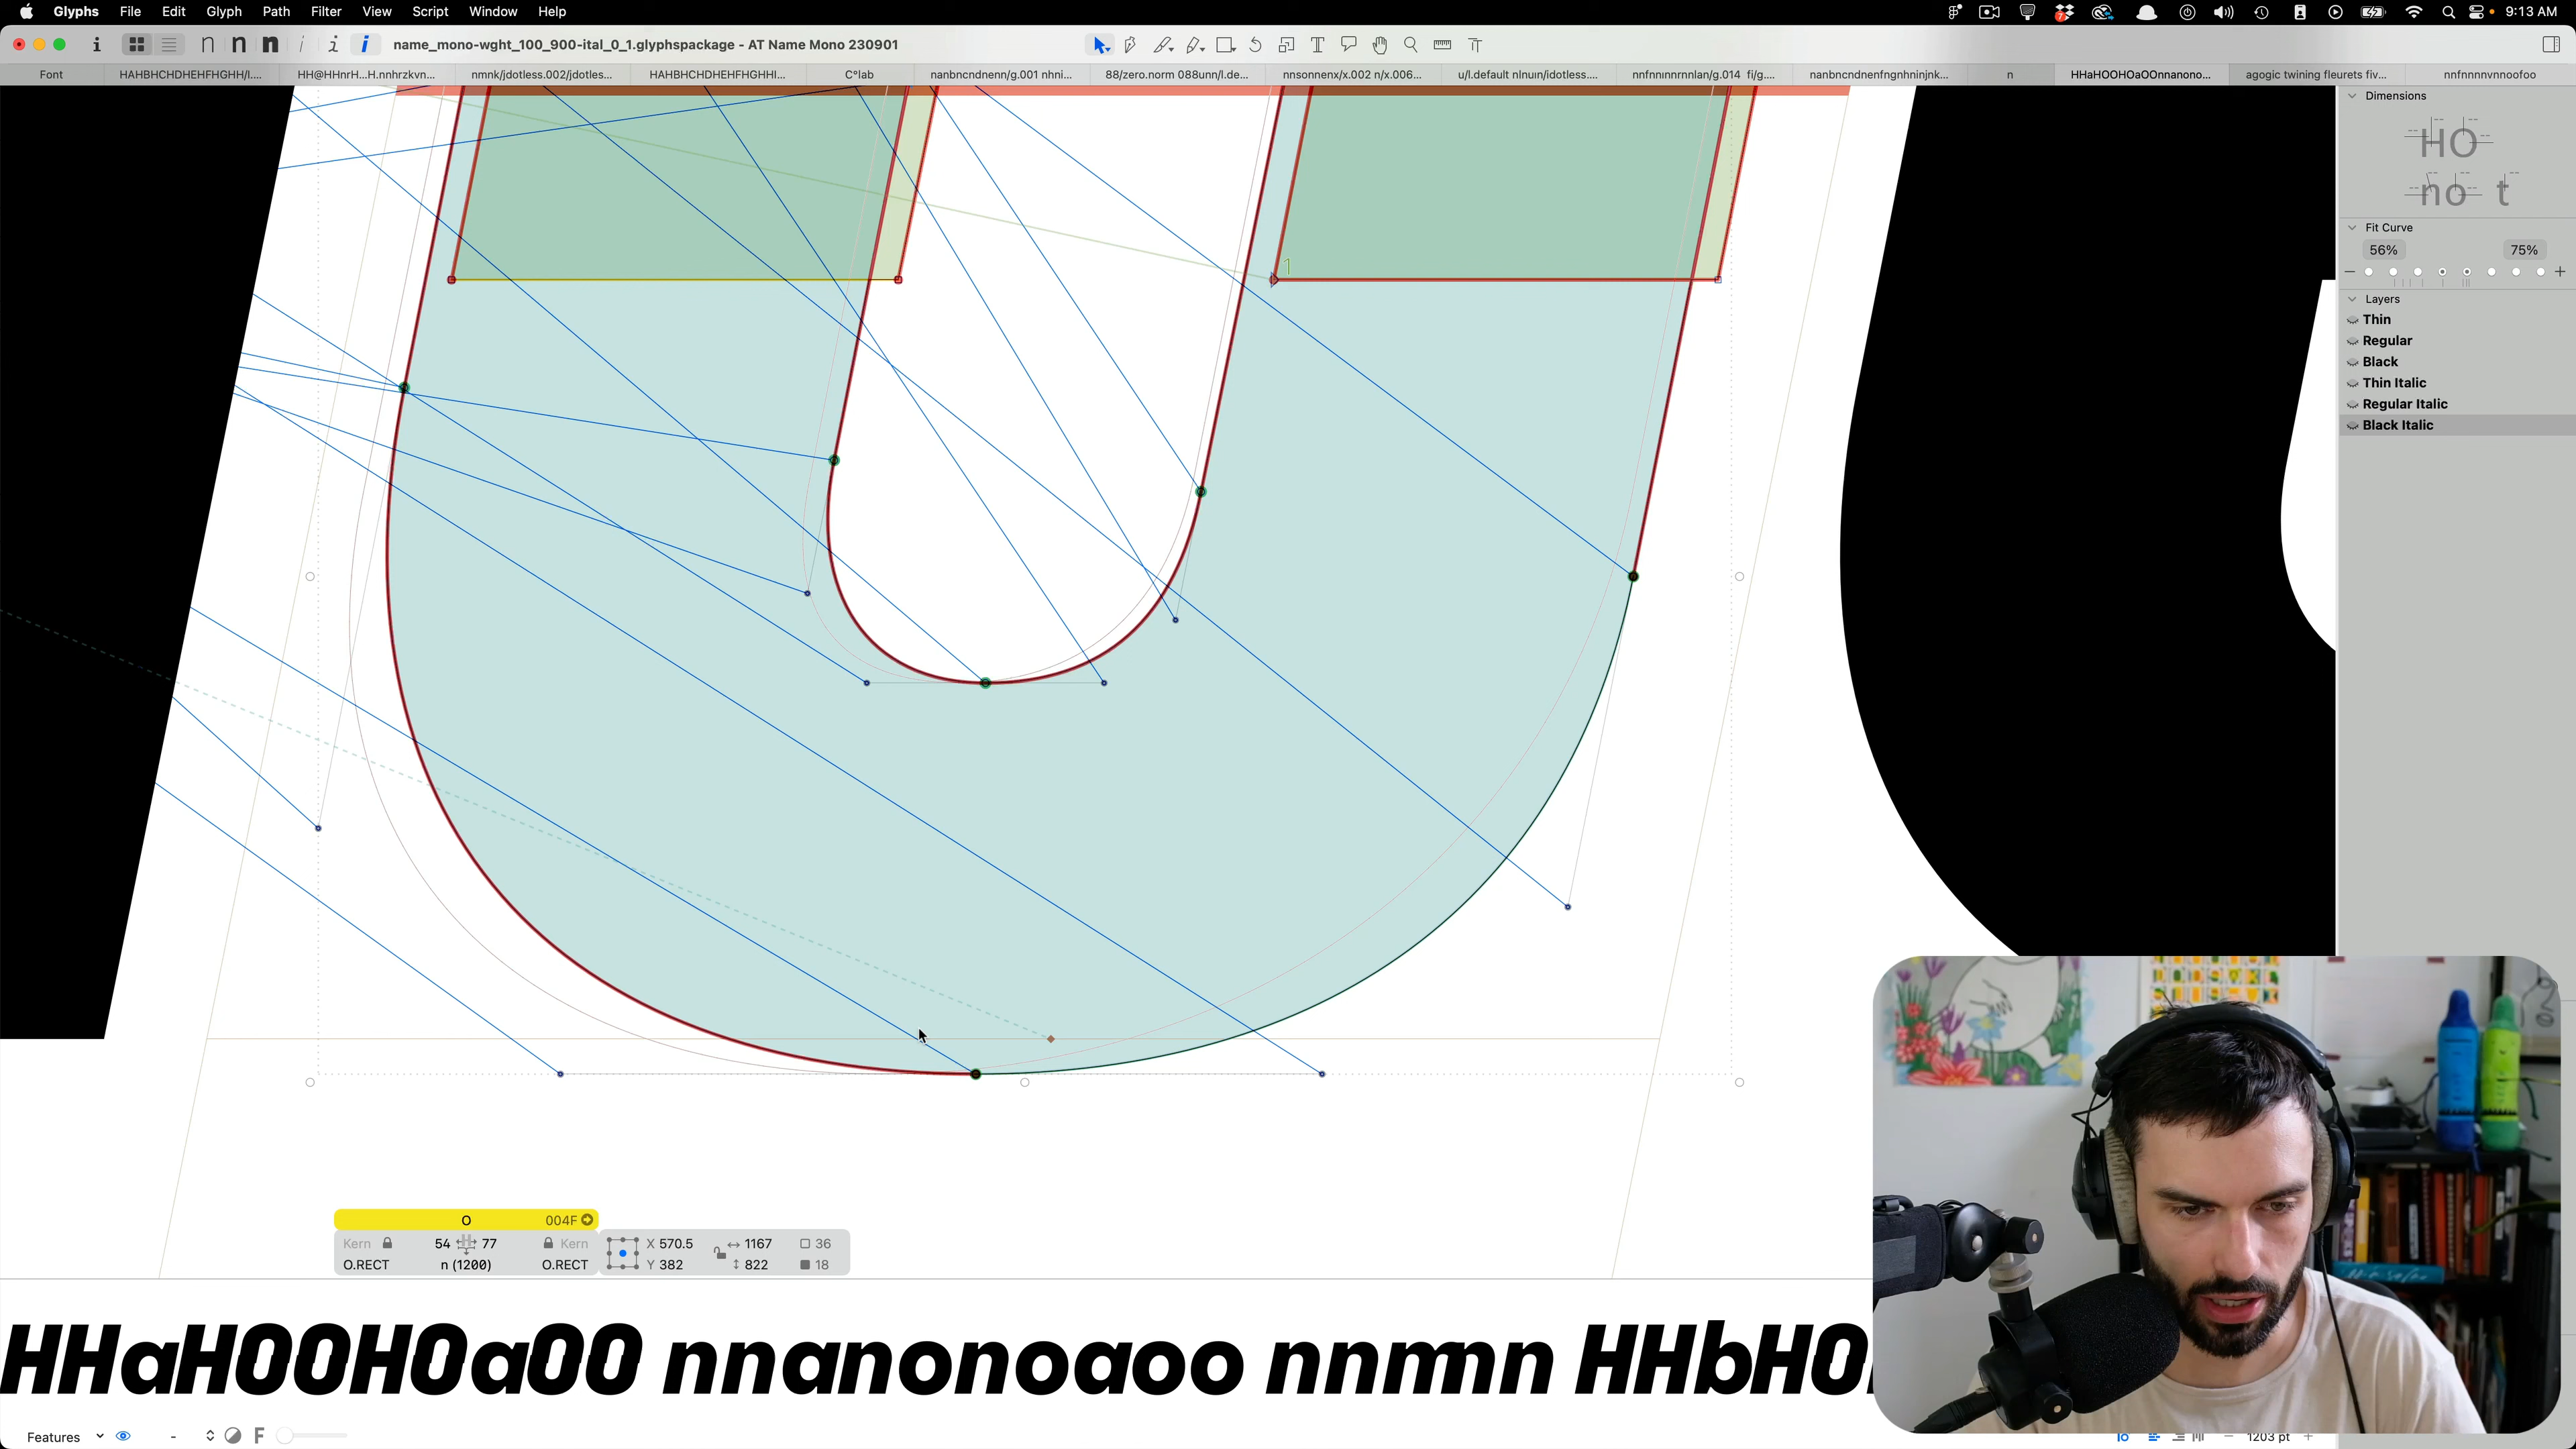 Glyphs File Edit Glyph Path Filter View Script Window Help 9:13 AM
name_mono-wght_100_900-ital_0_1.glyphspackage - AT Name Mono 230901
Font HAHBHCHDHEHFHGHH/l.... HH@HHnrH...H.nnhrzkvn... nmnk/jdotless.002/jdotles... HAHBHCHDHEHFHGHHI... C°lab nanbncndnenn/g.001 nhni... 88/zero.norm 088unn/l.de... nnsonnenx/x.002 n/x.006... u/l.default nlnuın/idotless.... nnfnnınnrnnlan/g.014 fi/g.... nanbncndnenfngnhninjnk... n HHaHOOHOaOOnnanono... agogic twining fleurets fiv... nnfnnnnvnnoofoo
Dimensions
HO
no t
Fit Curve
56% 75%
Layers
Thin
Regular
Black
Thin Italic
Regular Italic
Black Italic
1
O 004F
Kern 54 77 Kern
O.RECT n (1200) O.RECT
X 570.5 1167 36
Y 382 822 18
HHaHOOHOaOO nnanonoaoo nnmn HHbHO
Features - F 1203 pt